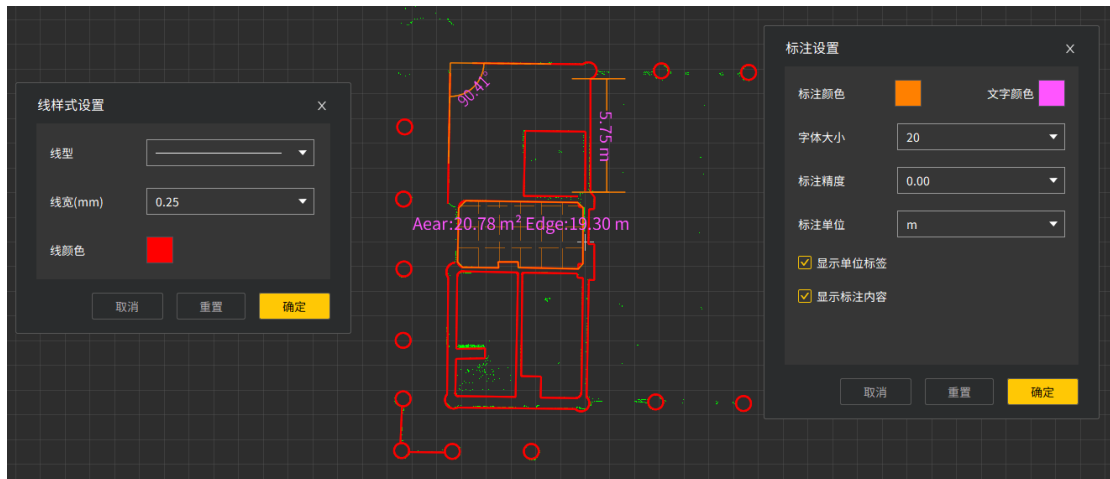 线样式设置
X
线型
线宽(mm)
0.25
线颜色
取消
重置
确定
90.41°
5.75 m
Aear:20.78 m² Edge:19.30 m
标注设置
X
标注颜色
文字颜色
字体大小
20
标注精度
0.00
标注单位
m
显示单位标签
显示标注内容
取消
重置
确定